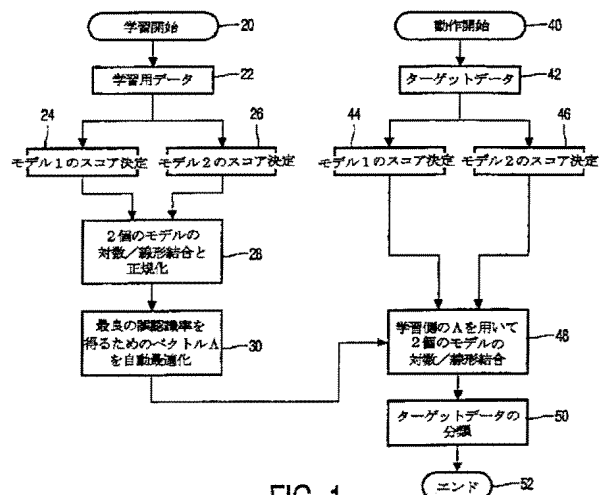 学習開始
20
学習用データ
22
24
26
モデル1のスコア決定
モデル2のスコア決定
2個のモデルの
対数/線形結合と
正規化
28
最良の誤認識率を
得るためのベクトルA
を自動最適化
30
動作開始
40
ターゲットデータ
42
44
46
モデル1のスコア決定
モデル2のスコア決定
学習側のAを用いて
2個のモデルの
対数/線形結合
48
ターゲットデータの
分類
50
エンド
52
FIG. 1